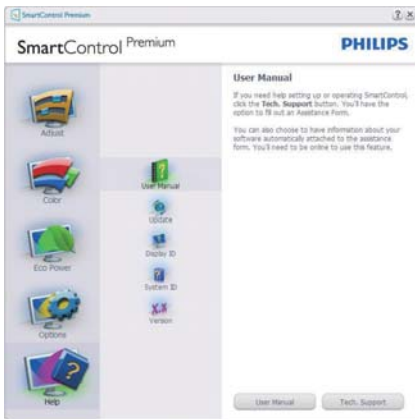 SmartControl Premium
SmartControl Premium
PHILIPS
Adjust
Color
Eco Power
Options
Help
User Manual
Update
Display ID
System ID
Version
User Manual
If you need help setting up or operating SmartControl,
click the Tech. Support button. You'll have the
option to fill out an Assistance Form.
You can also choose to have information about your
software automatically attached to the assistance
form. You'll need to be online to use this feature.
User Manual
Tech. Support